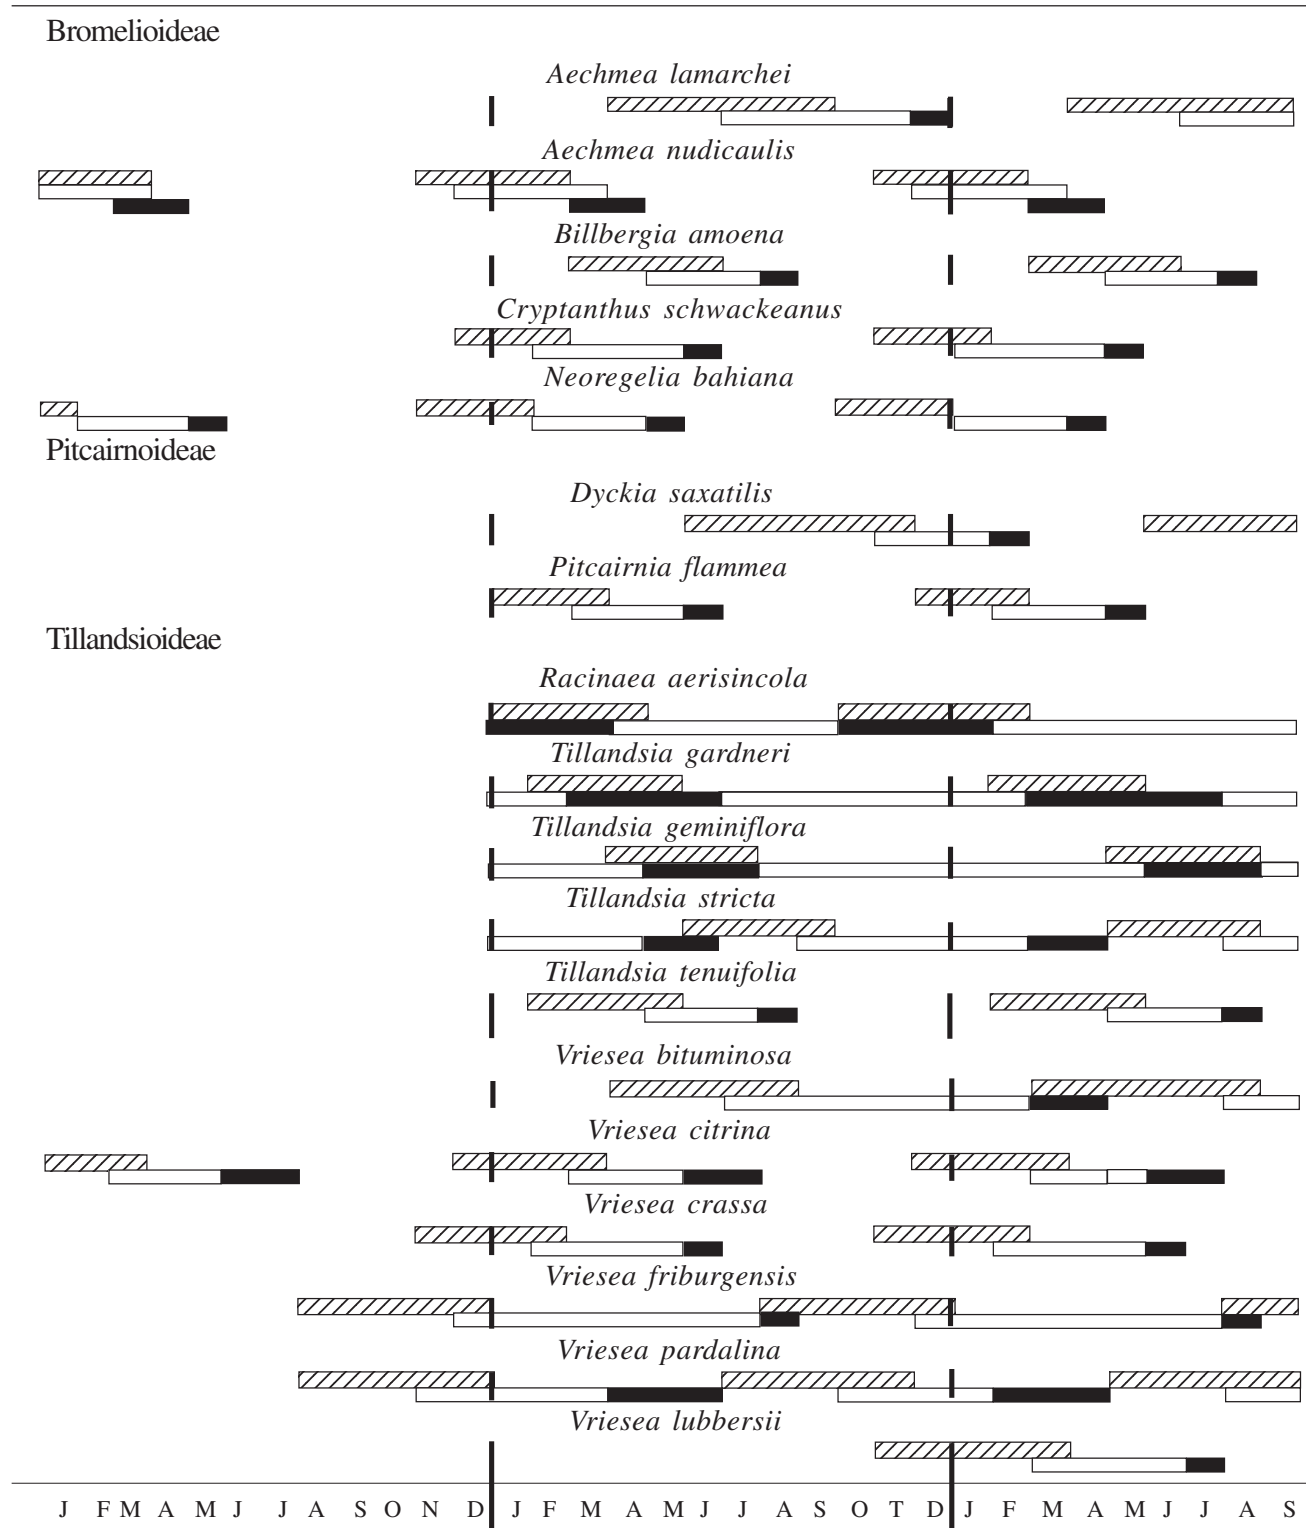 Bromelioideae
Aechmea lamarchei
Aechmea nudicaulis
Billbergia amoena
Cryptanthus schwackeanus
Neoregelia bahiana
Pitcairnoideae
Dyckia saxatilis
Pitcairnia flammea
Tillandsioideae
Racinaea aerisincola
Tillandsia gardneri
Tillandsia geminiflora
Tillandsia stricta
Tillandsia tenuifolia
Vriesea bituminosa
Vriesea citrina
Vriesea crassa
Vriesea friburgensis
Vriesea pardalina
Vriesea lubbersii
J F M A M J J A S O N D J F M A M J J A S O T D J F M A M J J A S